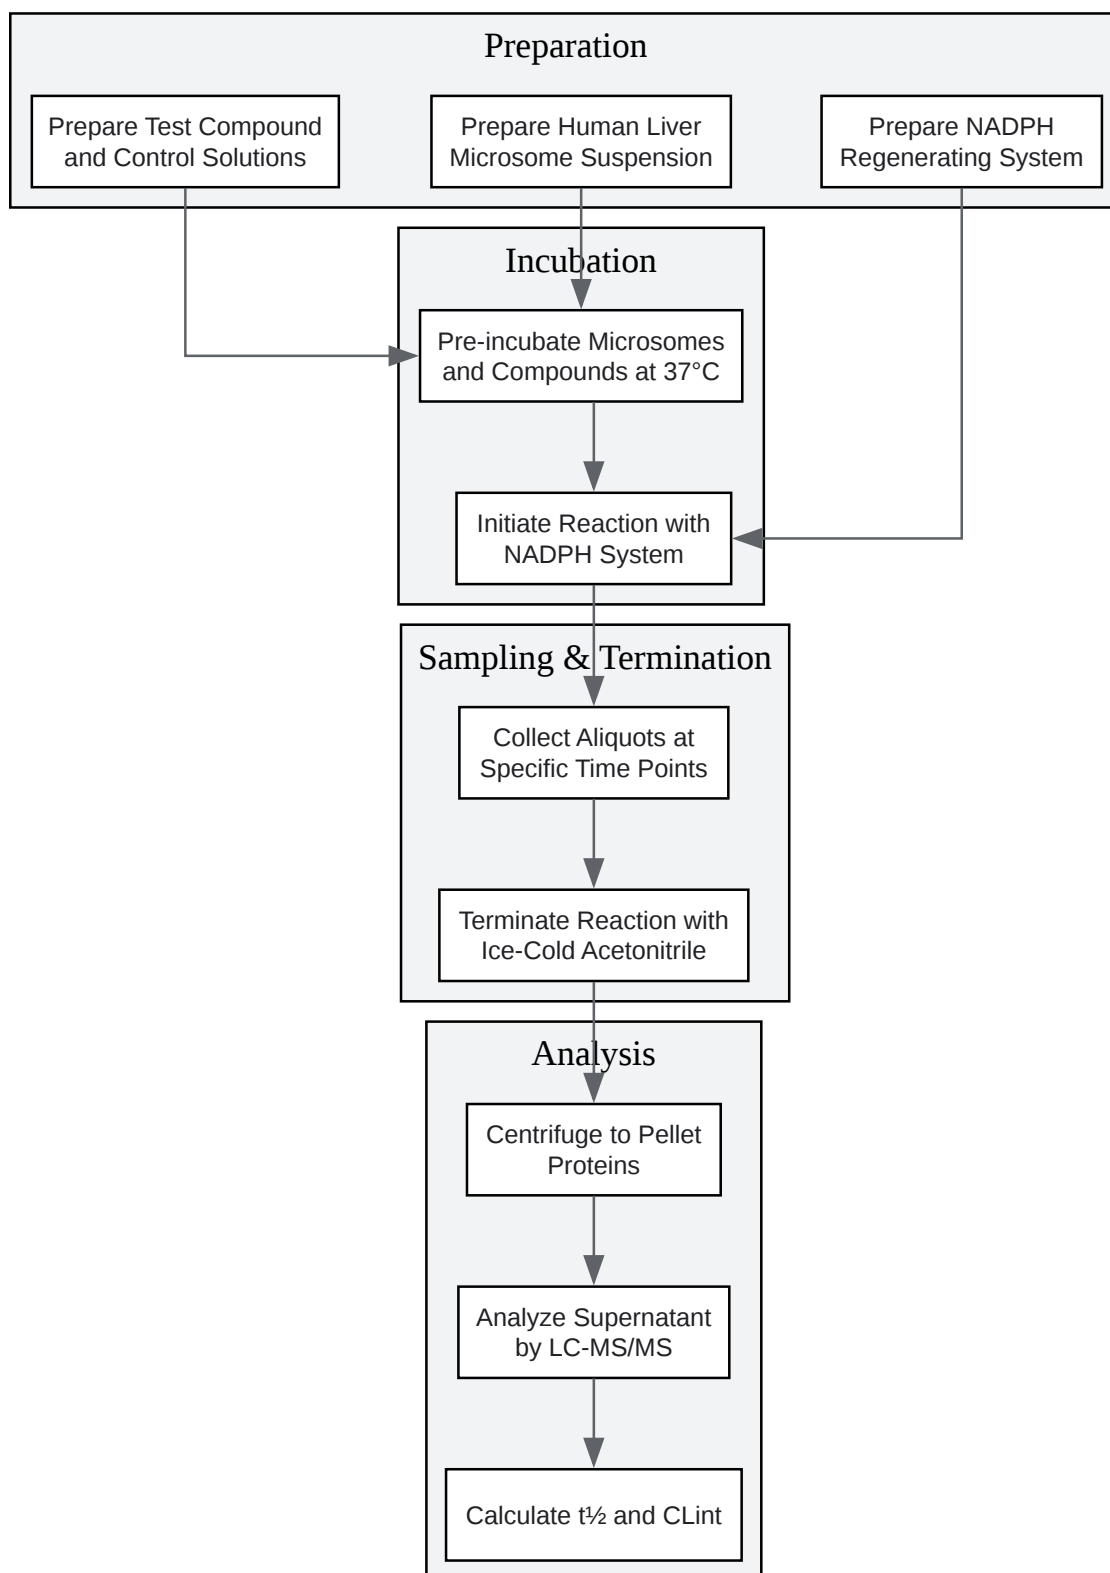 Preparation
Prepare Test Compound
and Control Solutions
Prepare Human Liver
Microsome Suspension
Prepare NADPH
Regenerating System
Incubation
Pre-incubate Microsomes
and Compounds at 37°C
Initiate Reaction with
NADPH System
Sampling & Termination
Collect Aliquots at
Specific Time Points
Terminate Reaction with
Ice-Cold Acetonitrile
Analysis
Centrifuge to Pellet
Proteins
Analyze Supernatant
by LC-MS/MS
Calculate t½ and CLint